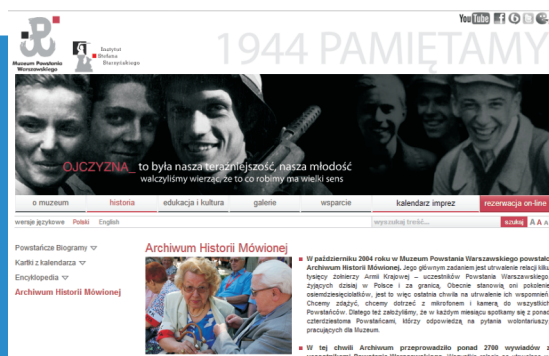 You Tube
Muzeum Powstania
Warszawskiego
Instytut
Stefana
Starzyńskiego
1944 PAMIĘTAMY
OJCZYZNA_ to była nasza teraźniejszość, nasza młodość
walczyliśmy wierząc, że to co robimy ma wielki sens
o muzeum
historia
edukacja i kultura
galerie
wsparcie
kalendarz imprez
rezerwacja on-line
wersje językowe Polski English
wyszukaj treść...
szukaj
A A A
Powstańcze Biogramy
Kartki z kalendarza
Encyklopedia
Archiwum Historii Mówionej
Archiwum Historii Mówionej
W październiku 2004 roku w Muzeum Powstania Warszawskiego powstało
Archiwum Historii Mówionej. Jego głównym zadaniem jest utrwalenie relacji kilku
tysięcy żołnierzy Armii Krajowej – uczestników Powstania Warszawskiego
żyjących dzisiaj w Polsce i za granicą. Obecnie stanowią oni pokolenie
osiemdziesięciolatków, jest to więc ostatnia chwila na utrwalenie ich wspomnień.
Chcemy zdążyć, chcemy dotrzeć z mikrofonem i kamerą do wszystkich
Powstańców. Dlatego też założyliśmy, że w każdym miesiącu spotkamy się z ponad
czterdziestoma Powstańcami, którzy odpowiedzą na pytania wolontariuszy
pracujących dla Muzeum.
W tej chwili Archiwum przeprowadziło ponad 2700 wywiadów z